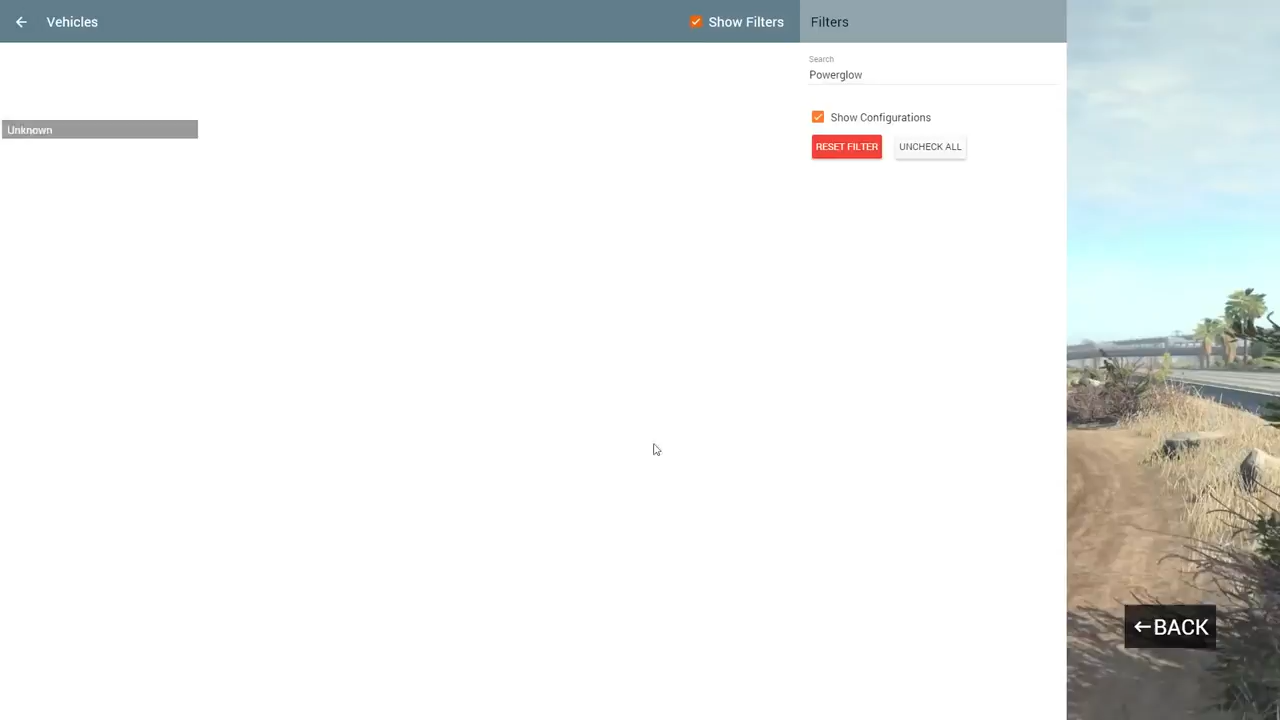 Vehicles
Show Filters
Filters
Search
Powerglow
Unknown
Show Configurations
RESET FILTER
UNCHECK ALL
←BACK